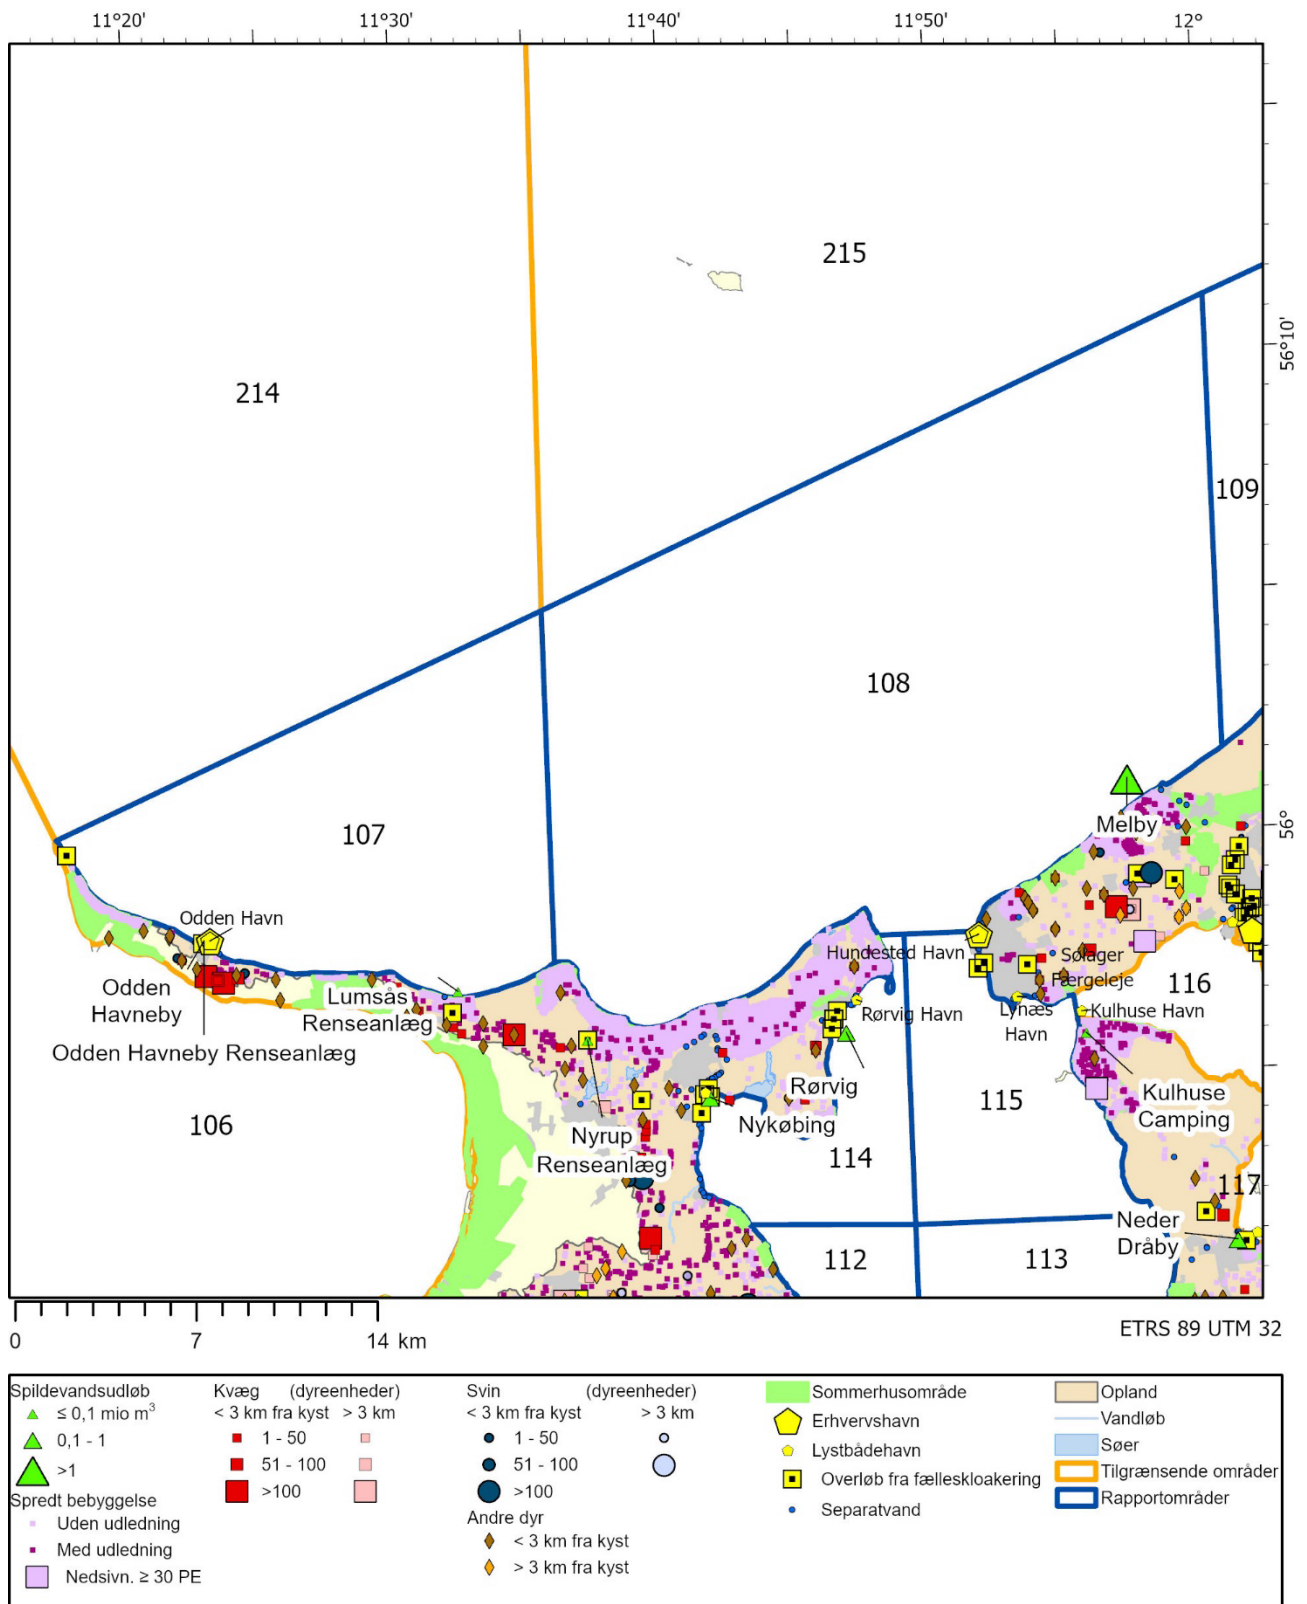 11°20'
11°30'
11°40'
11°50'
12°
215
56°10'
214
109
108
56°
Melby
107
Odden Havn
Hundested Havn
Sølager
Færgeleje
116
Odden
Havneby
Lumsås
Renseanlæg
Rørvig Havn
Lynæs
Havn
Kulhuse Havn
Odden Havneby Renseanlæg
Rørvig
Kulhuse
Camping
106
Nykøbing
115
Nyrup
Renseanlæg
114
117
Neder
Dråby
112
113
0
7
14 km
ETRS 89 UTM 32
Spildevandsudløb
≤ 0,1 mio m³
0,1 - 1
>1
Spredt bebyggelse
Uden udledning
Med udledning
Nedsivn. ≥ 30 PE
Kvæg (dyreenheder)
< 3 km fra kyst > 3 km
1 - 50
51 - 100
>100
Svin (dyreenheder)
< 3 km fra kyst > 3 km
1 - 50
51 - 100
>100
Andre dyr
< 3 km fra kyst
> 3 km fra kyst
Sommerhusområde
Erhvervshavn
Lystbådehavn
Overløb fra fælleskloakering
Separatvand
Opland
Vandløb
Søer
Tilgrænsende områder
Rapportområder